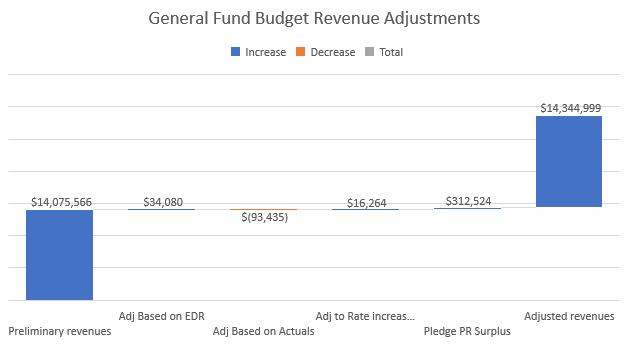 General Fund Budget Revenue Adjustments
Increase Decrease Total
$14,344,999
$14,075,566 $34,080 $16,264 $312,524
$(93,435)
Adj Based on EDR Adj to Rate increas... Adjusted revenues
Preliminary revenues Adj Based on Actuals Pledge PR Surplus